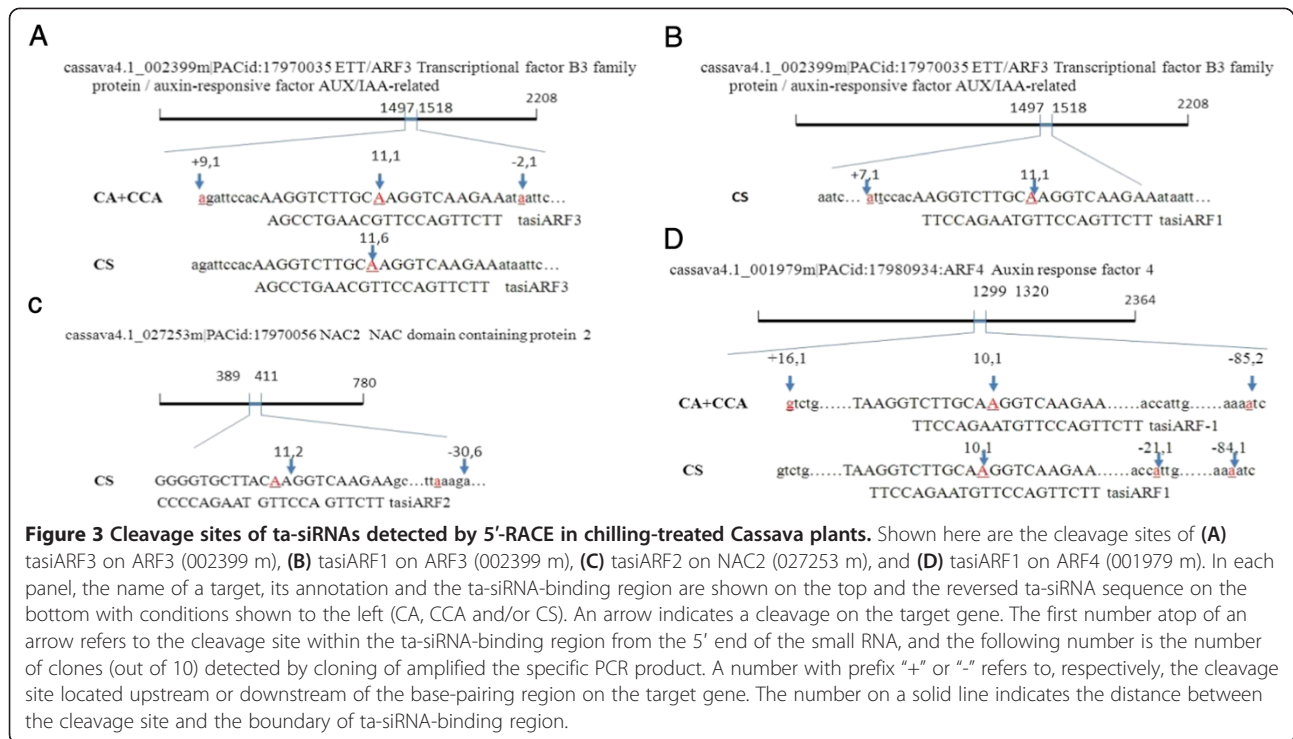 A
cassava4.1_002399m|PACid:17970035 ETT/ARF3 Transcriptional factor B3 family
protein / auxin-responsive factor AUX/IAA-related
1497 1518 2208
+9,1 11,1 -2,1
CA+CCA agattccacAAGGTCTTGCAAGGTCAAGAAataattc...
AGCCTGAACGTTCCAGTTCTT tasiARF3
11,6
CS agattccacAAGGTCTTGCAAGGTCAAGAAataattc...
AGCCTGAACGTTCCAGTTCTT tasiARF3
B
cassava4.1_002399m|PACid:17970035 ETT/ARF3 Transcriptional factor B3 family
protein / auxin-responsive factor AUX/IAA-related
1497 1518 2208
+7,1 11,1
CS aatc... attccacAAGGTCTTGCAAGGTCAAGAAataatt...
TTCCAGAATGTTCCAGTTCTT tasiARF1
C
cassava4.1_027253m|PACid:17970056 NAC2 NAC domain containing protein 2
389 411 780
11,2 -30,6
CS GGGGTGCTTACAAGGTCAAGAAgc...ttaaaga...
CCCCAGAAT GTTCCA GTTCTT tasiARF2
D
cassava4.1_001979m|PACid:17980934:ARF4 Auxin response factor 4
1299 1320 2364
+16,1 10,1 -85,2
CA+CCA gtctg......TAAGGTCTTGCAAGGTCAAGAA......accattg......aaaatc
TTCCAGAATGTTCCAGTTCTT tasiARF-1
10,1 -21,1 -84,1
CS gtctg......TAAGGTCTTGCAAGGTCAAGAA......accattg......aaaatc
TTCCAGAATGTTCCAGTTCTT tasiARF1
Figure 3 Cleavage sites of ta-siRNAs detected by 5′-RACE in chilling-treated Cassava plants. Shown here are the cleavage sites of (A)
tasiARF3 on ARF3 (002399 m), (B) tasiARF1 on ARF3 (002399 m), (C) tasiARF2 on NAC2 (027253 m), and (D) tasiARF1 on ARF4 (001979 m). In each
panel, the name of a target, its annotation and the ta-siRNA-binding region are shown on the top and the reversed ta-siRNA sequence on the
bottom with conditions shown to the left (CA, CCA and/or CS). An arrow indicates a cleavage on the target gene. The first number atop of an
arrow refers to the cleavage site within the ta-siRNA-binding region from the 5′ end of the small RNA, and the following number is the number
of clones (out of 10) detected by cloning of amplified the specific PCR product. A number with prefix "+" or "-" refers to, respectively, the cleavage
site located upstream or downstream of the base-pairing region on the target gene. The number on a solid line indicates the distance between
the cleavage site and the boundary of ta-siRNA-binding region.